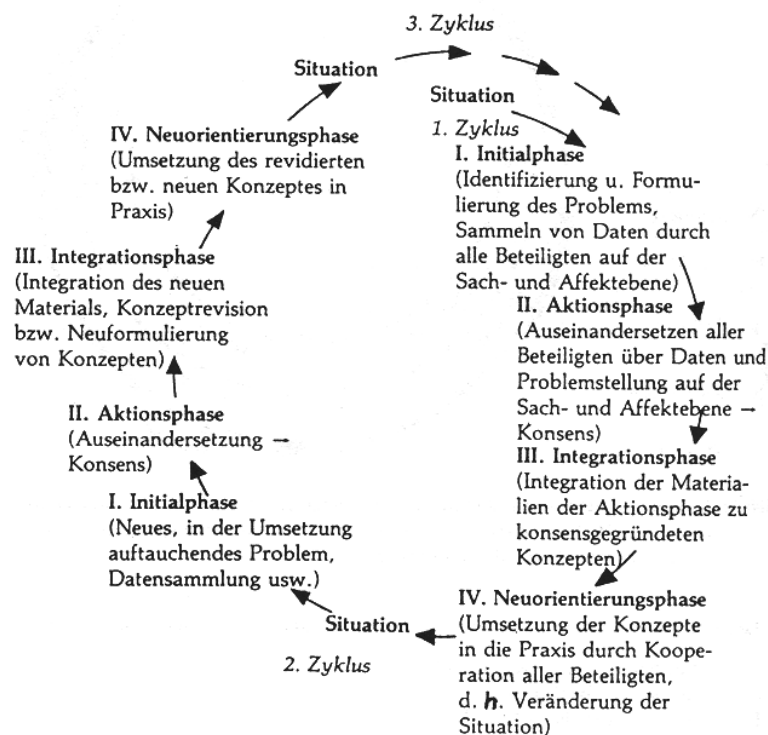 3. Zyklus
Situation
Situation
1. Zyklus
I. Initialphase
(Identifizierung u. Formu-
lierung des Problems,
Sammeln von Daten durch
alle Beteiligten auf der
Sach- und Affektebene)
II. Aktionsphase
(Auseinandersetzen aller
Beteiligten über Daten und
Problemstellung auf der
Sach- und Affektebene →
Konsens)
III. Integrationsphase
(Integration der Materia-
lien der Aktionsphase zu
konsensgegründeten
Konzepten)
IV. Neuorientierungsphase
(Umsetzung der Konzepte
in die Praxis durch Koope-
ration aller Beteiligten,
d. h. Veränderung der
Situation)
Situation
2. Zyklus
I. Initialphase
(Neues, in der Umsetzung
auftauchendes Problem,
Datensammlung usw.)
II. Aktionsphase
(Auseinandersetzung →
Konsens)
III. Integrationsphase
(Integration des neuen
Materials, Konzeptrevision
bzw. Neuformulierung
von Konzepten)
IV. Neuorientierungsphase
(Umsetzung des revidierten
bzw. neuen Konzeptes in
Praxis)